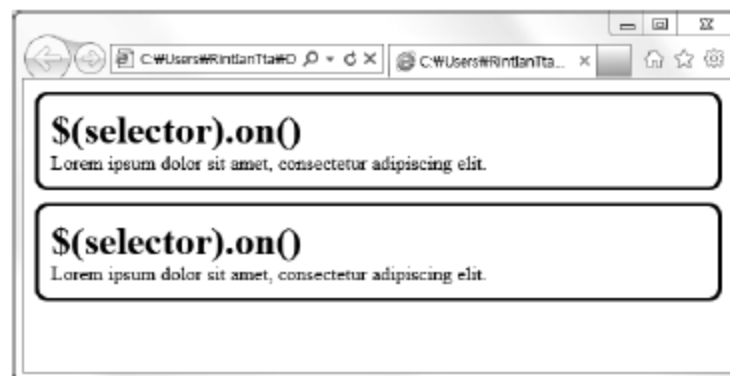 C:₩Users₩RintIanTta₩D
C:₩Users₩RintIanTta...
$(selector).on()
Lorem ipsum dolor sit amet, consectetur adipiscing elit.
$(selector).on()
Lorem ipsum dolor sit amet, consectetur adipiscing elit.